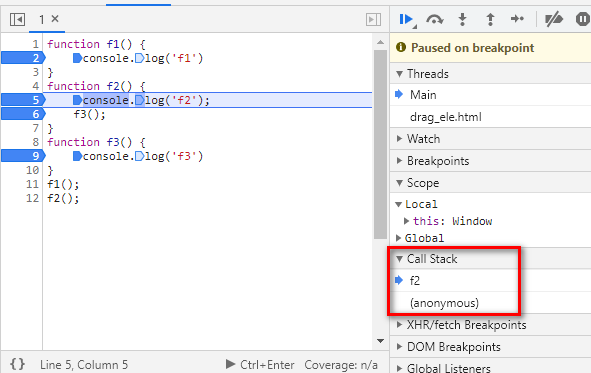 1 ×
1 function f1() {
2 console.log('f1')
3 }
4 function f2() {
5 console.log('f2');
6 f3();
7 }
8 function f3() {
9 console.log('f3')
10 }
11 f1();
12 f2();
{} Line 5, Column 5 Ctrl+Enter Coverage: n/a
Paused on breakpoint
Threads
Main
drag_ele.html
Watch
Breakpoints
Scope
Local
this: Window
Global
Call Stack
f2
(anonymous)
XHR/fetch Breakpoints
DOM Breakpoints
Global Listeners